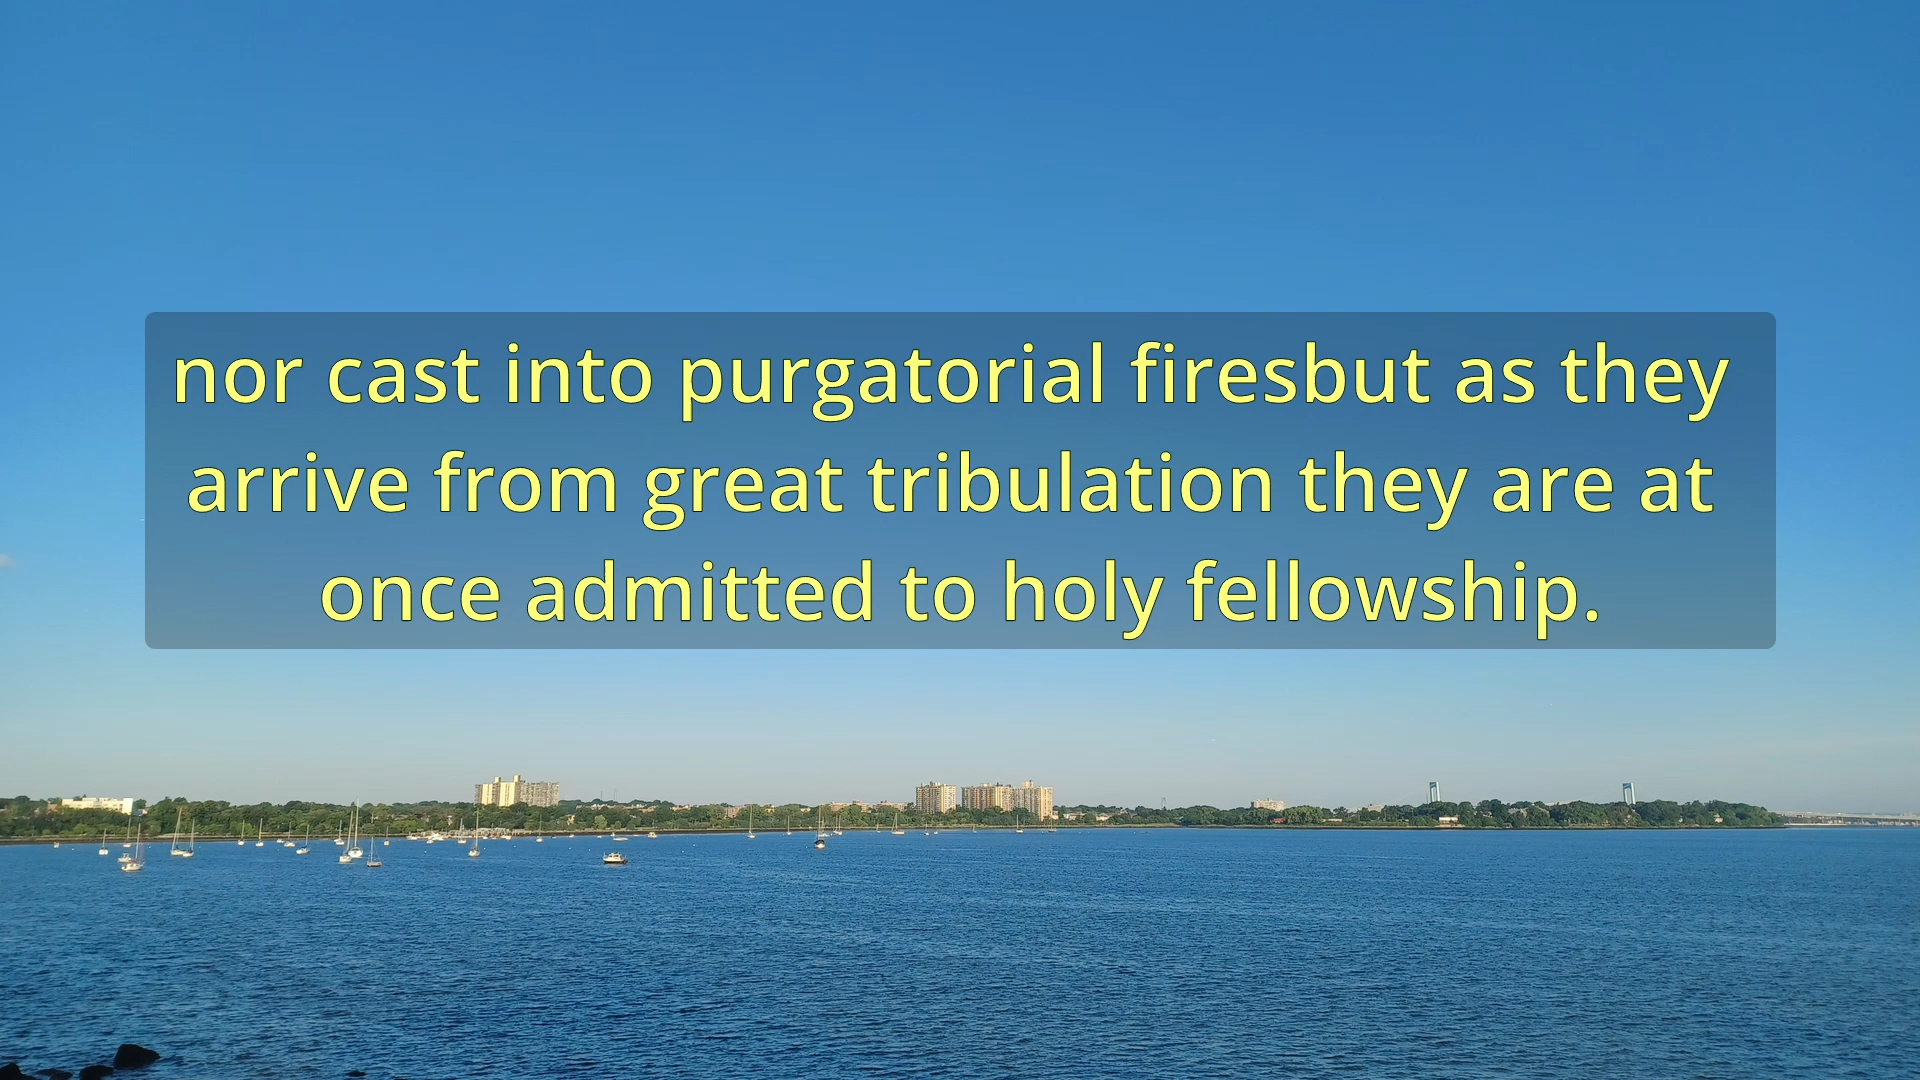 nor cast into purgatorial firesbut as they
arrive from great tribulation they are at
once admitted to holy fellowship.